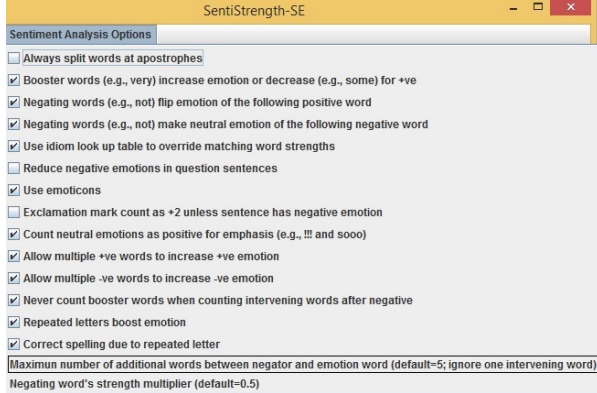 SentiStrength-SE
Sentiment Analysis Options
Always split words at apostrophes
Booster words (e.g., very) increase emotion or decrease (e.g., some) for +ve
Negating words (e.g., not) flip emotion of the following positive word
Negating words (e.g., not) make neutral emotion of the following negative word
Use idiom look up table to override matching word strengths
Reduce negative emotions in question sentences
Use emoticons
Exclamation mark count as +2 unless sentence has negative emotion
Count neutral emotions as positive for emphasis (e.g., !!! and sooo)
Allow multiple +ve words to increase +ve emotion
Allow multiple -ve words to increase -ve emotion
Never count booster words when counting intervening words after negative
Repeated letters boost emotion
Correct spelling due to repeated letter
Maximun number of additional words between negator and emotion word (default=5; ignore one intervening word)
Negating word's strength multiplier (default=0.5)